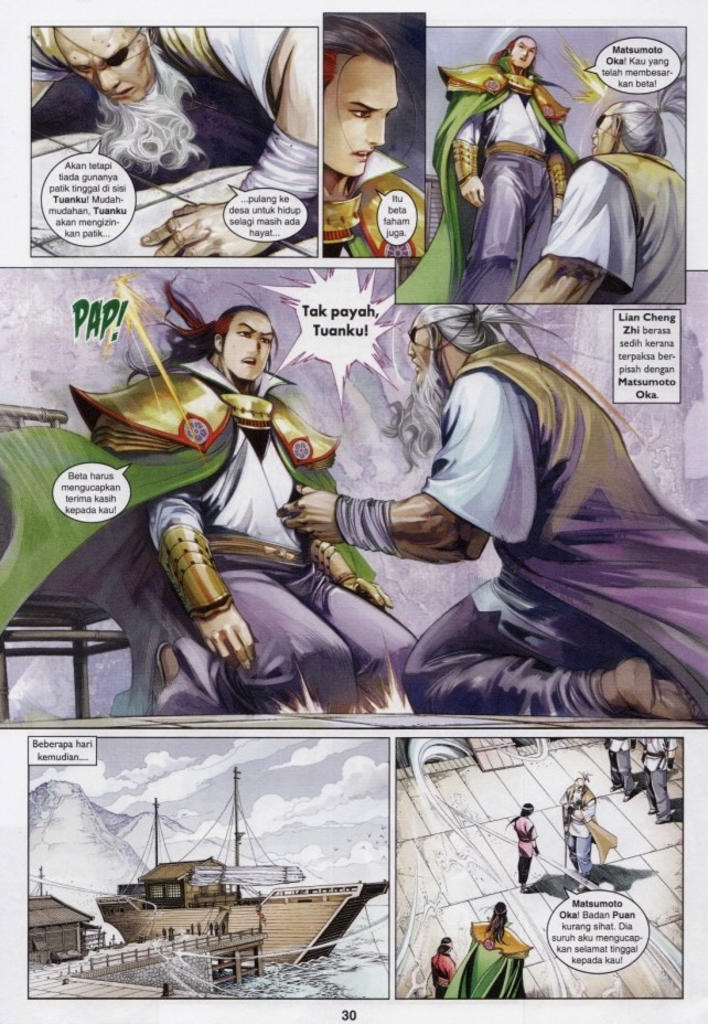 Akan tetapi
tiada gunanya
patik tinggal di sisi
Tuanku! Mudah-
mudahan, Tuanku
akan mengizin-
kan patik...
...pulang ke
desa untuk hidup
selagi masih ada
hayat...
Itu
beta
faham
juga.
Matsumoto
Oka! Kau yang
telah membesar-
kan beta!
PAP!
Tak payah,
Tuanku!
Lian Cheng
Zhi berasa
sedih kerana
terpaksa ber-
pisah dengan
Matsumoto
Oka.
Beta harus
mengucapkan
terima kasih
kepada kau!
Beberapa hari
kemudian....
Matsumoto
Oka! Badan Puan
kurang sihat. Dia
suruh aku mengucap-
kan selamat tinggal
kepada kau!
30